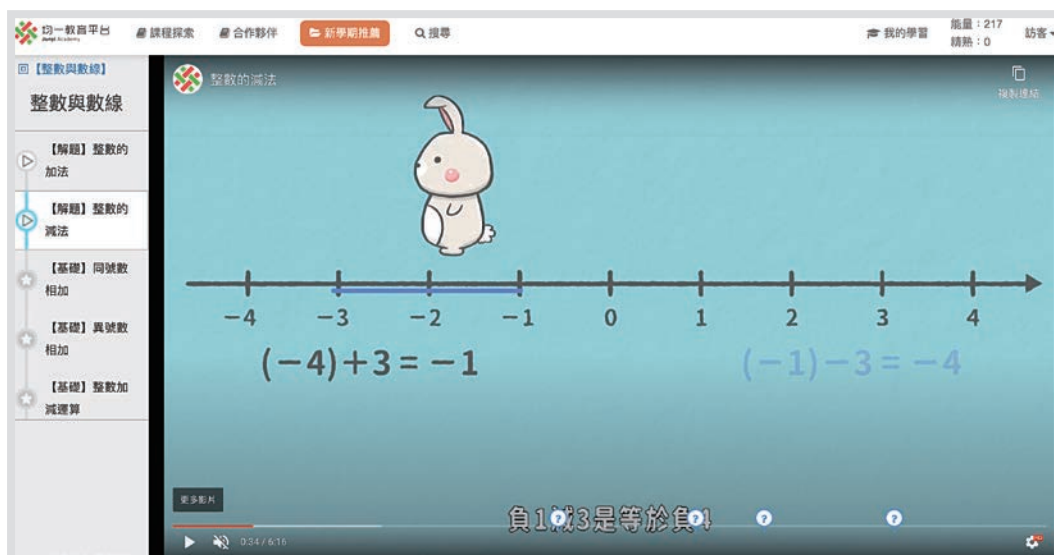 均一教育平台
Junyi Academy
課程探索
合作夥伴
新學期推薦
搜尋
我的學習
能量：217
精熟：0
訪客
【整數與數線】
整數與數線
【解題】整數的
加法
【解題】整數的
減法
【基礎】同號數
相加
【基礎】異號數
相加
【基礎】整數加
減運算
整數的減法
複製連結
−4 −3 −2 −1 0 1 2 3 4
(−4)+3=−1
(−1)−3=−4
更多影片
負1減3是等於負4
? ? ? ?
0:34 / 6:16